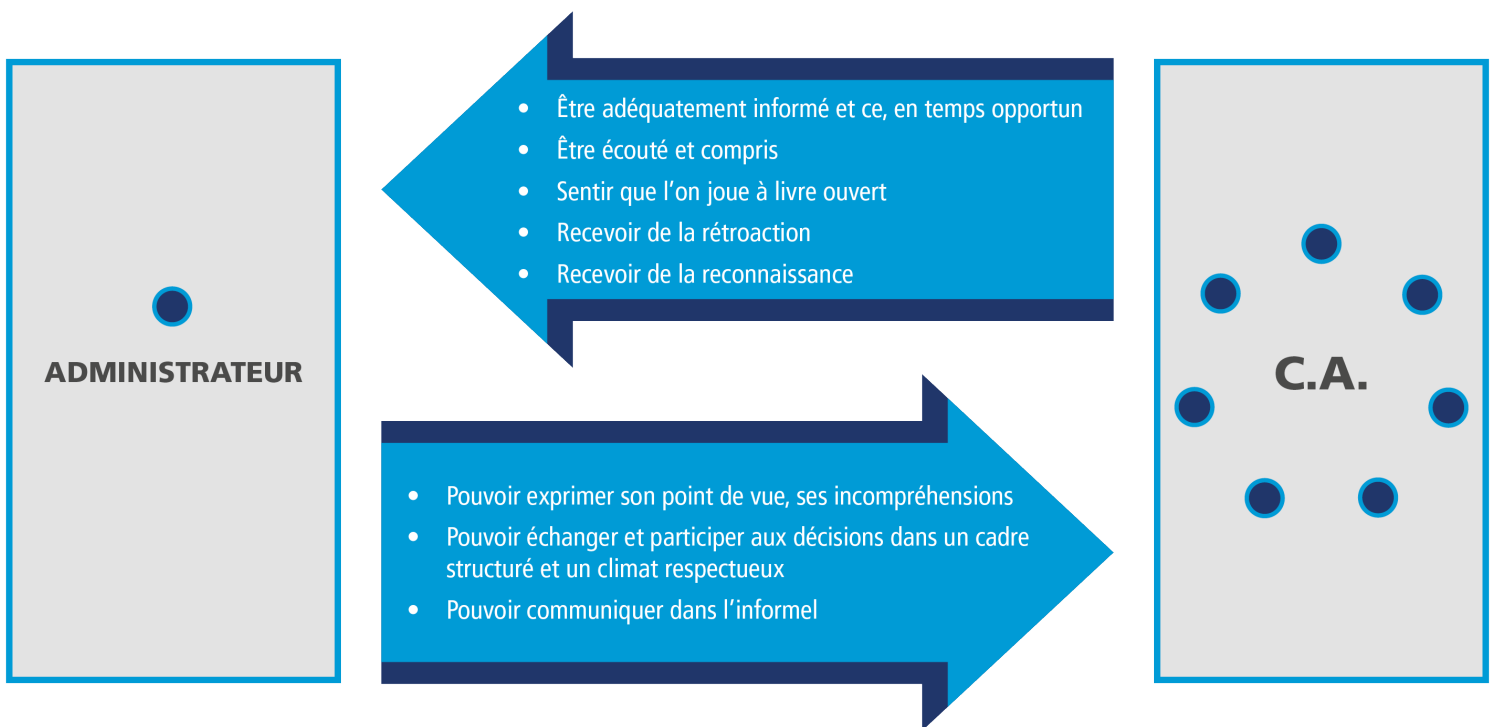 • Être adéquatement informé et ce, en temps opportun
• Être écouté et compris
• Sentir que l’on joue à livre ouvert
• Recevoir de la rétroaction
• Recevoir de la reconnaissance
ADMINISTRATEUR
C.A.
• Pouvoir exprimer son point de vue, ses incompréhensions
• Pouvoir échanger et participer aux décisions dans un cadre
structuré et un climat respectueux
• Pouvoir communiquer dans l’informel